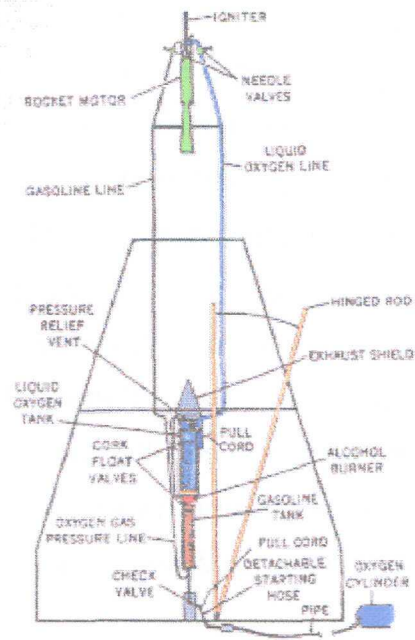 IGNITER
ROCKET MOTOR
NEEDLE
VALVES
LIQUID
OXYGEN LINE
GASOLINE LINE
HINGED ROD
PRESSURE
RELIEF
VENT
EXHAUST SHIELD
LIQUID
OXYGEN
TANK
PULL
CORD
CORK
FLOAT
VALVES
ALCOHOL
BURNER
GASOLINE
TANK
OXYGEN GAS
PRESSURE LINE
PULL CORD
CHECK
VALVE
DETACHABLE
STARTING
HOSE
OXYGEN
CYLINDER
PIPE